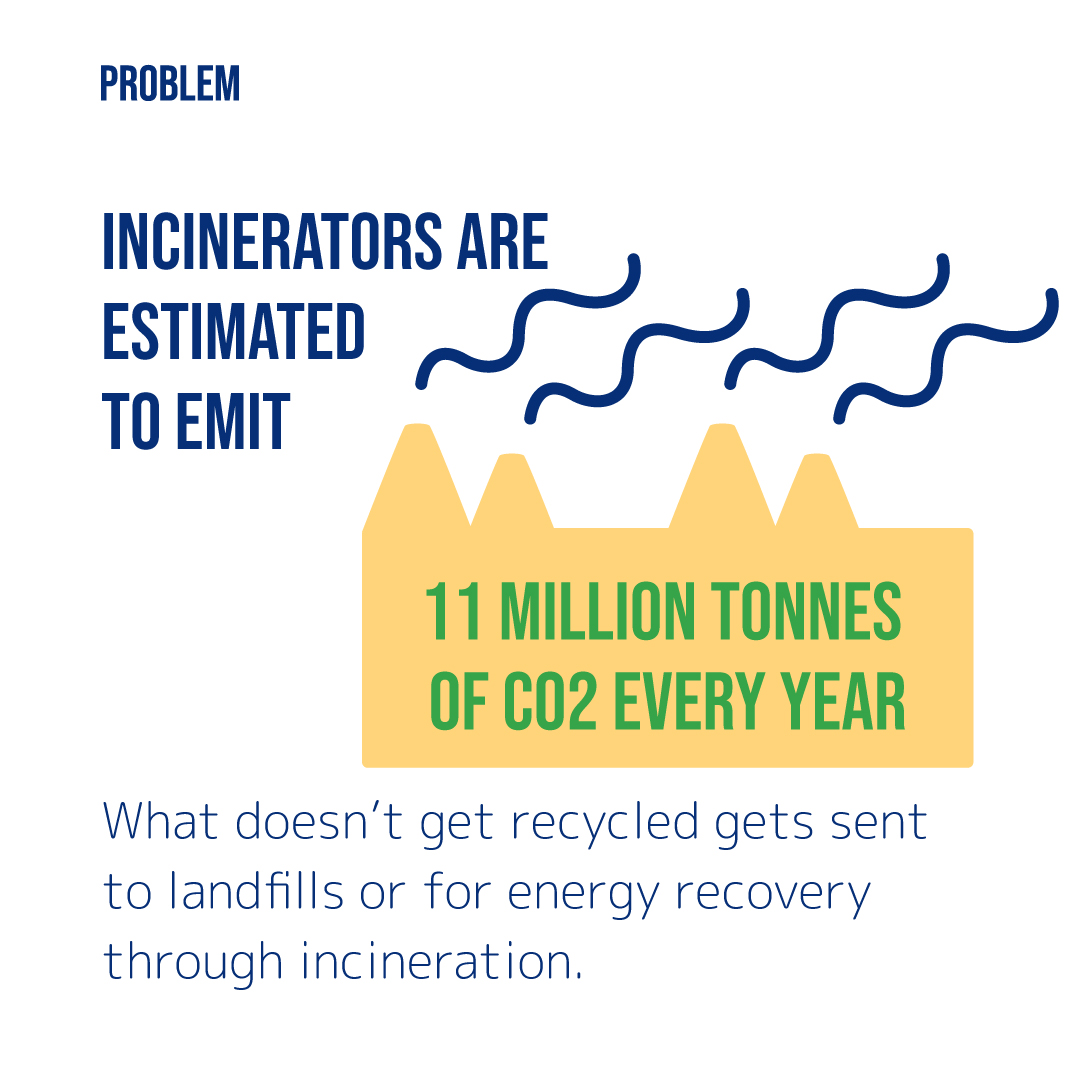 PROBLEM
INCINERATORS ARE
ESTIMATED
TO EMIT
11 MILLION TONNES
OF CO2 EVERY YEAR
What doesn’t get recycled gets sent
to landfills or for energy recovery
through incineration.